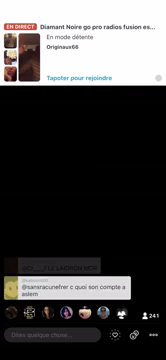 EN DIRECT Diamant Noire go pro radios fusion es...
En mode détente
Originaux66
Tapoter pour rejoindre
@sansracunefrer c quoi son compte a
aslem
241
Dites quelque chose...